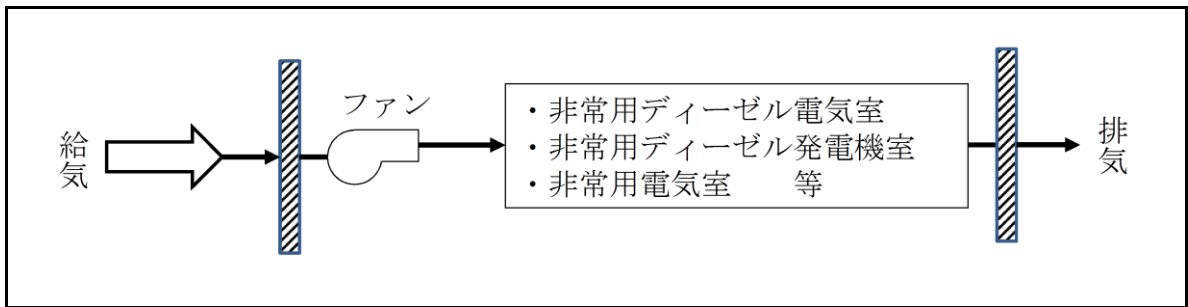 給気
ファン
・非常用ディーゼル電気室
・非常用ディーゼル発電機室
・非常用電気室　　等
排気